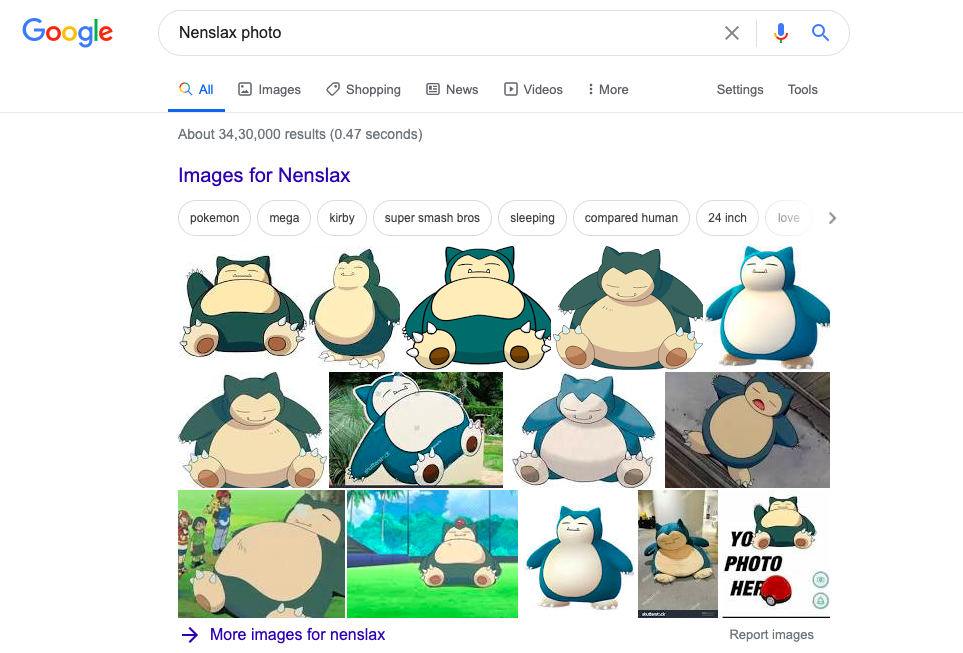 Google
Nenslax photo
All Images Shopping News Videos More Settings Tools
About 34,30,000 results (0.47 seconds)
Images for Nenslax
pokemon mega kirby super smash bros sleeping compared human 24 inch love
shutterstock
shutterstock
YO
PHOTO
HER
More images for nenslax Report images